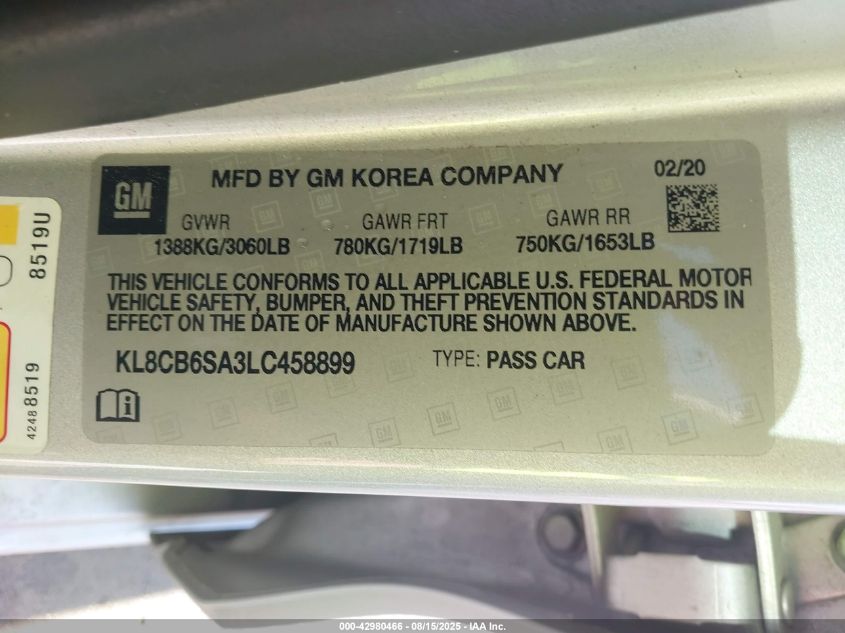 GM
MFD BY GM KOREA COMPANY
02/20
GVWR GAWR FRT GAWR RR
1388KG/3060LB 780KG/1719LB 750KG/1653LB
THIS VEHICLE CONFORMS TO ALL APPLICABLE U.S. FEDERAL MOTOR
VEHICLE SAFETY, BUMPER, AND THEFT PREVENTION STANDARDS IN
EFFECT ON THE DATE OF MANUFACTURE SHOWN ABOVE.
KL8CB6SA3LC458899 TYPE: PASS CAR
8519U
42488519
000-42980466 - 08/15/2025 - IAA Inc.